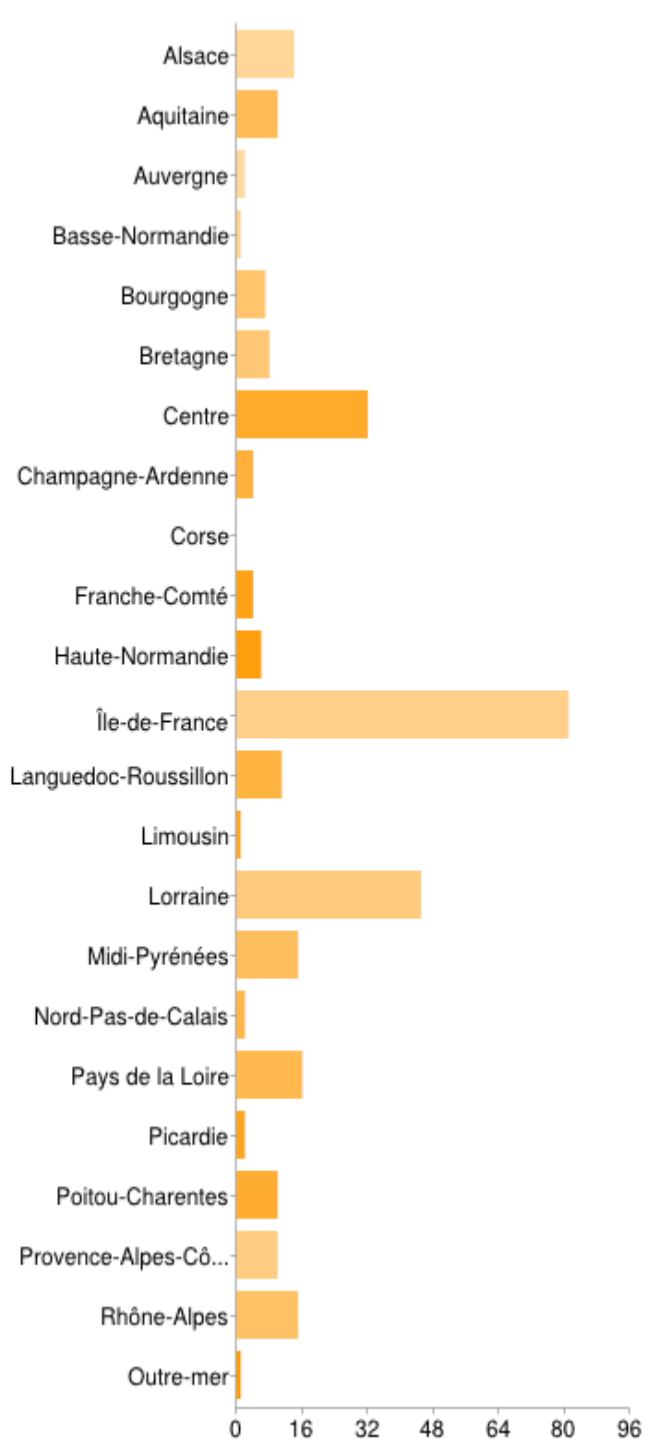 Alsace
Aquitaine
Auvergne
Basse-Normandie
Bourgogne
Bretagne
Centre
Champagne-Ardenne
Corse
Franche-Comté
Haute-Normandie
Île-de-France
Languedoc-Roussillon
Limousin
Lorraine
Midi-Pyrénées
Nord-Pas-de-Calais
Pays de la Loire
Picardie
Poitou-Charentes
Provence-Alpes-Cô...
Rhône-Alpes
Outre-mer
0 16 32 48 64 80 96